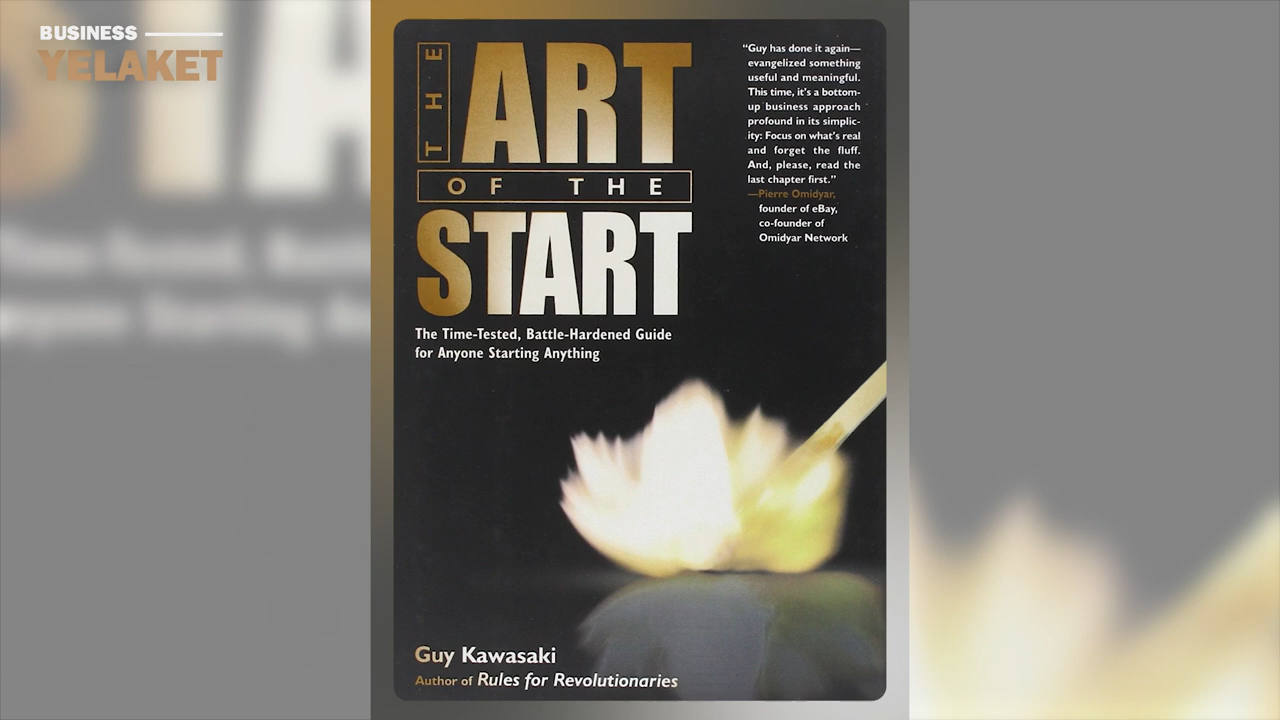 BUSINESS
YELAKET
THE
ART
OF THE
START
The Time-Tested, Battle-Hardened Guide
for Anyone Starting Anything
“Guy has done it again—
evangelized something
useful and meaningful.
This time, it’s a bottom-
up business approach
profound in its simplic-
ity: Focus on what’s real
and forget the fluff.
And, please, read the
last chapter first.”
—Pierre Omidyar,
founder of eBay,
co-founder of
Omidyar Network
Guy Kawasaki
Author of Rules for Revolutionaries